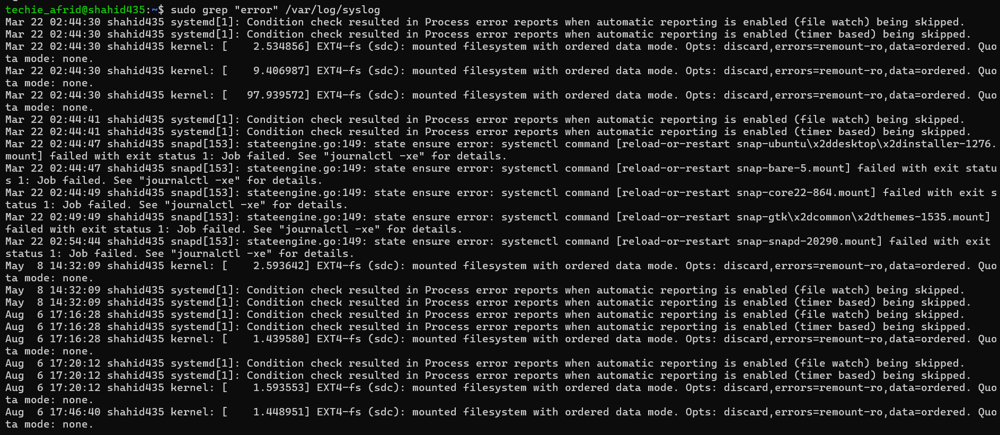 techie_afrid@shahid435:~$ sudo grep "error" /var/log/syslog
Mar 22 02:44:30 shahid435 systemd[1]: Condition check resulted in Process error reports when automatic reporting is enabled (file watch) being skipped.
Mar 22 02:44:30 shahid435 systemd[1]: Condition check resulted in Process error reports when automatic reporting is enabled (timer based) being skipped.
Mar 22 02:44:30 shahid435 kernel: [    2.534856] EXT4-fs (sdc): mounted filesystem with ordered data mode. Opts: discard,errors=remount-ro,data=ordered. Quo
ta mode: none.
Mar 22 02:44:30 shahid435 kernel: [    9.406987] EXT4-fs (sdc): mounted filesystem with ordered data mode. Opts: discard,errors=remount-ro,data=ordered. Quo
ta mode: none.
Mar 22 02:44:30 shahid435 kernel: [   97.939572] EXT4-fs (sdc): mounted filesystem with ordered data mode. Opts: discard,errors=remount-ro,data=ordered. Quo
ta mode: none.
Mar 22 02:44:41 shahid435 systemd[1]: Condition check resulted in Process error reports when automatic reporting is enabled (file watch) being skipped.
Mar 22 02:44:41 shahid435 systemd[1]: Condition check resulted in Process error reports when automatic reporting is enabled (timer based) being skipped.
Mar 22 02:44:47 shahid435 snapd[153]: stateengine.go:149: state ensure error: systemctl command [reload-or-restart snap-ubuntu\x2ddesktop\x2dinstaller-1276.
mount] failed with exit status 1: Job failed. See "journalctl -xe" for details.
Mar 22 02:44:47 shahid435 snapd[153]: stateengine.go:149: state ensure error: systemctl command [reload-or-restart snap-bare-5.mount] failed with exit statu
s 1: Job failed. See "journalctl -xe" for details.
Mar 22 02:44:49 shahid435 snapd[153]: stateengine.go:149: state ensure error: systemctl command [reload-or-restart snap-core22-864.mount] failed with exit s
tatus 1: Job failed. See "journalctl -xe" for details.
Mar 22 02:49:49 shahid435 snapd[153]: stateengine.go:149: state ensure error: systemctl command [reload-or-restart snap-gtk\x2dcommon\x2dthemes-1535.mount]
failed with exit status 1: Job failed. See "journalctl -xe" for details.
Mar 22 02:54:44 shahid435 snapd[153]: stateengine.go:149: state ensure error: systemctl command [reload-or-restart snap-snapd-20290.mount] failed with exit
status 1: Job failed. See "journalctl -xe" for details.
May  8 14:32:09 shahid435 kernel: [    2.593642] EXT4-fs (sdc): mounted filesystem with ordered data mode. Opts: discard,errors=remount-ro,data=ordered. Quo
ta mode: none.
May  8 14:32:09 shahid435 systemd[1]: Condition check resulted in Process error reports when automatic reporting is enabled (file watch) being skipped.
May  8 14:32:09 shahid435 systemd[1]: Condition check resulted in Process error reports when automatic reporting is enabled (timer based) being skipped.
Aug  6 17:16:28 shahid435 systemd[1]: Condition check resulted in Process error reports when automatic reporting is enabled (file watch) being skipped.
Aug  6 17:16:28 shahid435 systemd[1]: Condition check resulted in Process error reports when automatic reporting is enabled (timer based) being skipped.
Aug  6 17:16:28 shahid435 kernel: [    1.439580] EXT4-fs (sdc): mounted filesystem with ordered data mode. Opts: discard,errors=remount-ro,data=ordered. Quo
ta mode: none.
Aug  6 17:20:12 shahid435 systemd[1]: Condition check resulted in Process error reports when automatic reporting is enabled (file watch) being skipped.
Aug  6 17:20:12 shahid435 systemd[1]: Condition check resulted in Process error reports when automatic reporting is enabled (timer based) being skipped.
Aug  6 17:20:12 shahid435 kernel: [    1.593553] EXT4-fs (sdc): mounted filesystem with ordered data mode. Opts: discard,errors=remount-ro,data=ordered. Quo
ta mode: none.
Aug  6 17:46:40 shahid435 kernel: [    1.448951] EXT4-fs (sdc): mounted filesystem with ordered data mode. Opts: discard,errors=remount-ro,data=ordered. Quo
ta mode: none.